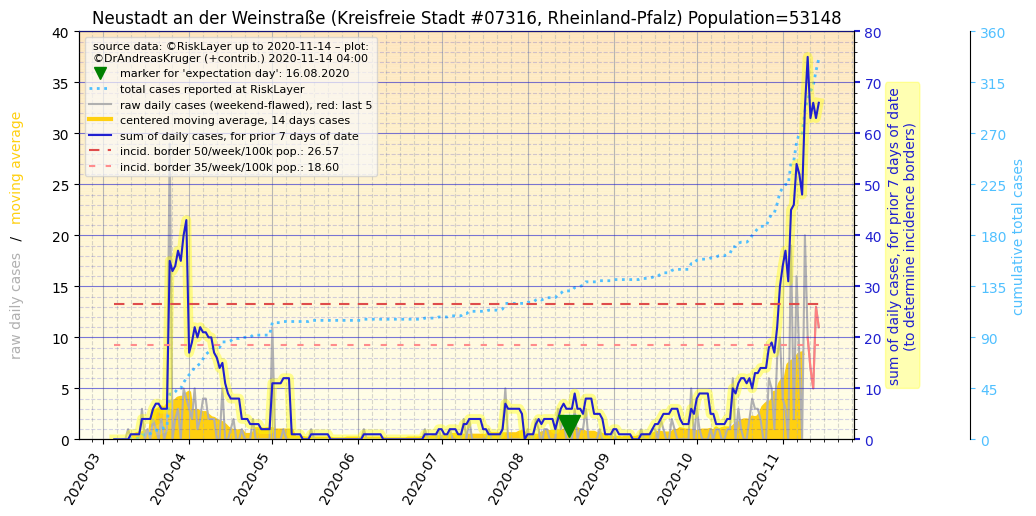 Neustadt an der Weinstraße (Kreisfreie Stadt #07316, Rheinland-Pfalz) Population=53148
source data: ©RiskLayer up to 2020-11-14 – plot:
©DrAndreasKruger (+contrib.) 2020-11-14 04:00
marker for 'expectation day': 16.08.2020
total cases reported at RiskLayer
raw daily cases (weekend-flawed), red: last 5
centered moving average, 14 days cases
sum of daily cases, for prior 7 days of date
incid. border 50/week/100k pop.: 26.57
incid. border 35/week/100k pop.: 18.60
raw daily cases / moving average
40
35
30
25
20
15
10
5
0
2020-03
2020-04
2020-05
2020-06
2020-07
2020-08
2020-09
2020-10
2020-11
80
70
60
50
40
30
20
10
0
sum of daily cases, for prior 7 days of date
(to determine incidence borders)
360
315
270
225
180
135
90
45
0
cumulative total cases